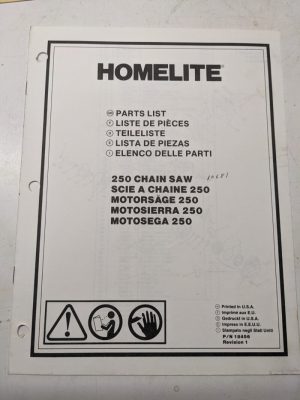 HOMELITE®
GB PARTS LIST
F LISTE DE PIÈCES
D TEILELISTE
E LISTA DE PIEZAS
I ELENCO DELLE PARTI
250 CHAIN SAW
SCIE A CHAINE 250
MOTORSÄGE 250
MOTOSIERRA 250
MOTOSEGA 250
Printed in U.S.A.
Imprimé aux E.U.
Gedruckt in U.S.A.
Impreso in E.E.U.U.
Stampato negli Stati Uniti
Revision 1